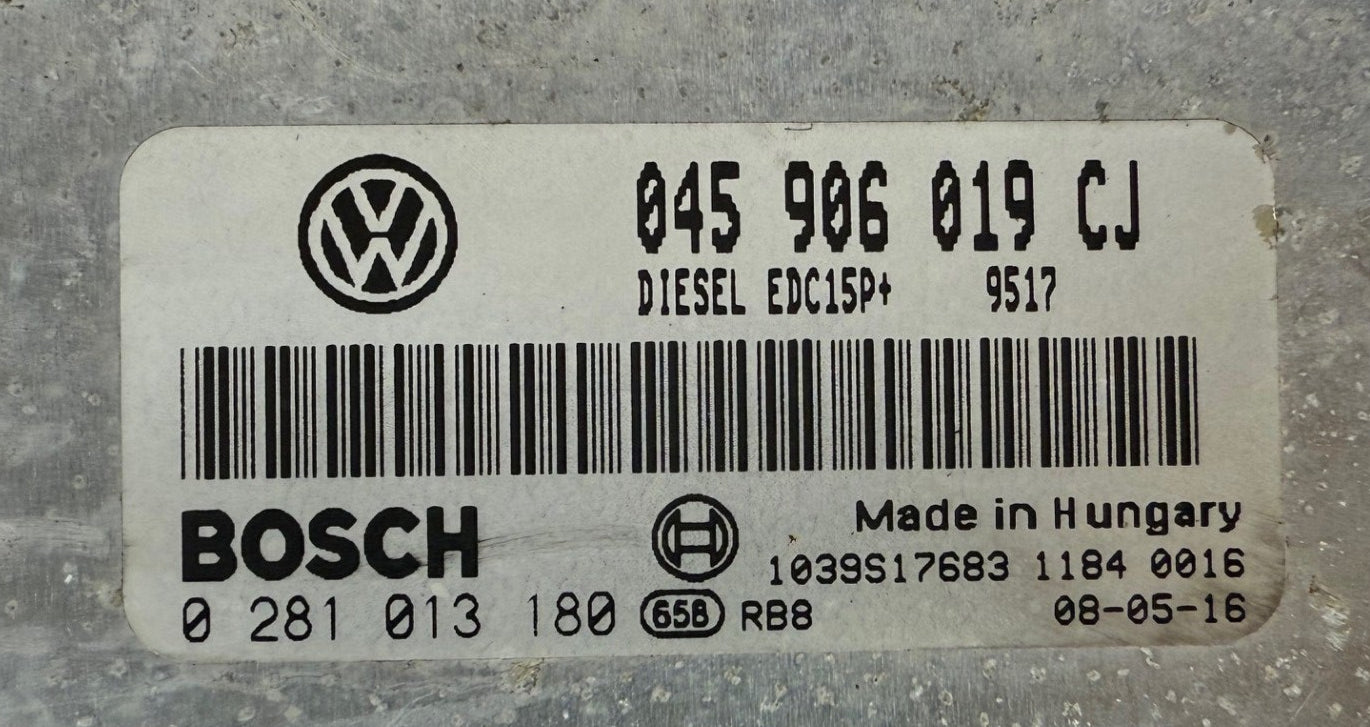 VW
045 906 019 CJ
DIESEL EDC15P+ 9517
BOSCH
Made in Hungary
1039S17683 1184 0016
0 281 013 180 658 RB8 08-05-16